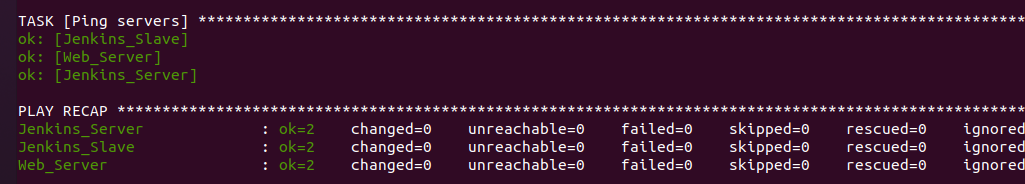 TASK [Ping servers] ********************************************************************************************
ok: [Jenkins_Slave]
ok: [Web_Server]
ok: [Jenkins_Server]
PLAY RECAP *****************************************************************************************************
Jenkins_Server : ok=2 changed=0 unreachable=0 failed=0 skipped=0 rescued=0 ignored
Jenkins_Slave : ok=2 changed=0 unreachable=0 failed=0 skipped=0 rescued=0 ignored
Web_Server : ok=2 changed=0 unreachable=0 failed=0 skipped=0 rescued=0 ignored